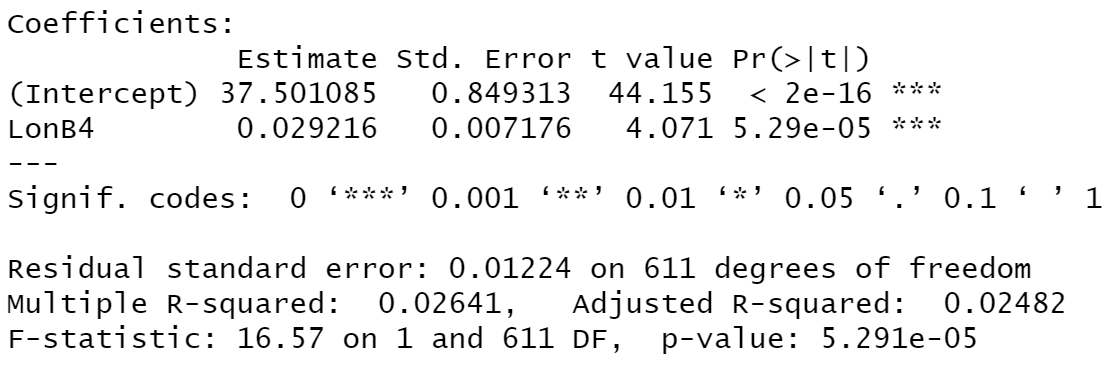 Coefficients:
Estimate Std. Error t value Pr(>|t|)
(Intercept) 37.501085 0.849313 44.155 < 2e-16 ***
LonB4 0.029216 0.007176 4.071 5.29e-05 ***
---
Signif. codes: 0 ‘***’ 0.001 ‘**’ 0.01 ‘*’ 0.05 ‘.’ 0.1 ‘ ’ 1
Residual standard error: 0.01224 on 611 degrees of freedom
Multiple R-squared: 0.02641, Adjusted R-squared: 0.02482
F-statistic: 16.57 on 1 and 611 DF, p-value: 5.291e-05